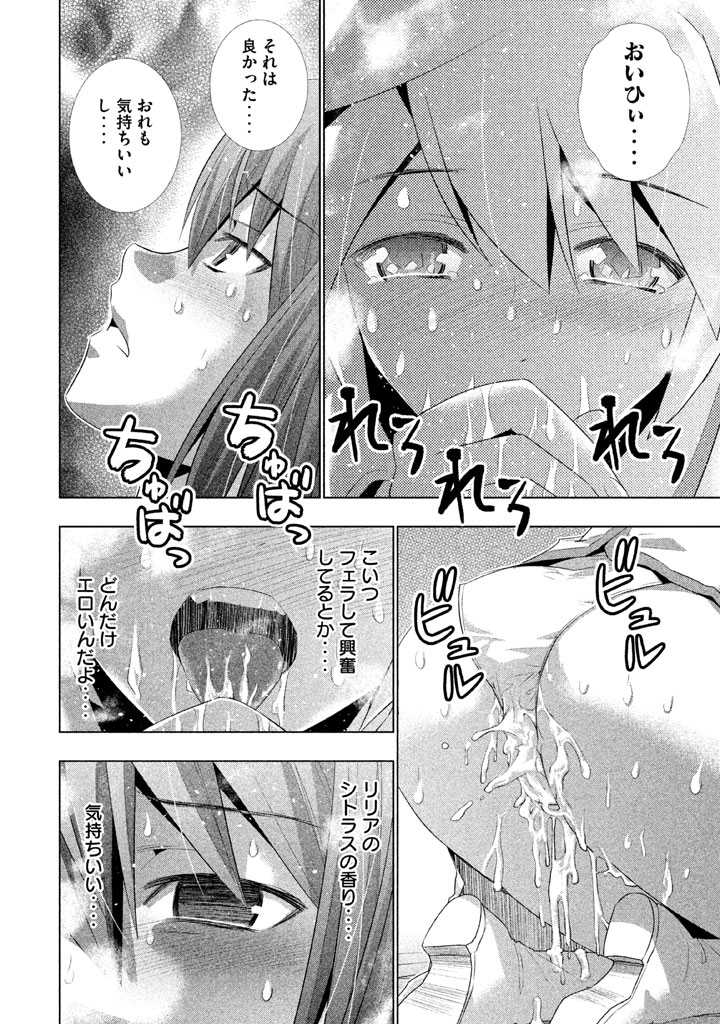 おいひぃ‥‥
れろ
れろ
れろ
それは
良かった‥‥
おれも
気持ちいい
し‥‥
ちゅばっ
ちゅばっ
ビュル
ビュル
こいつ
フェラして興奮
してるとか‥‥
どんだけ
エロいんだよ‥‥
リリアの
シトラスの香り‥‥
気持ちいい‥‥